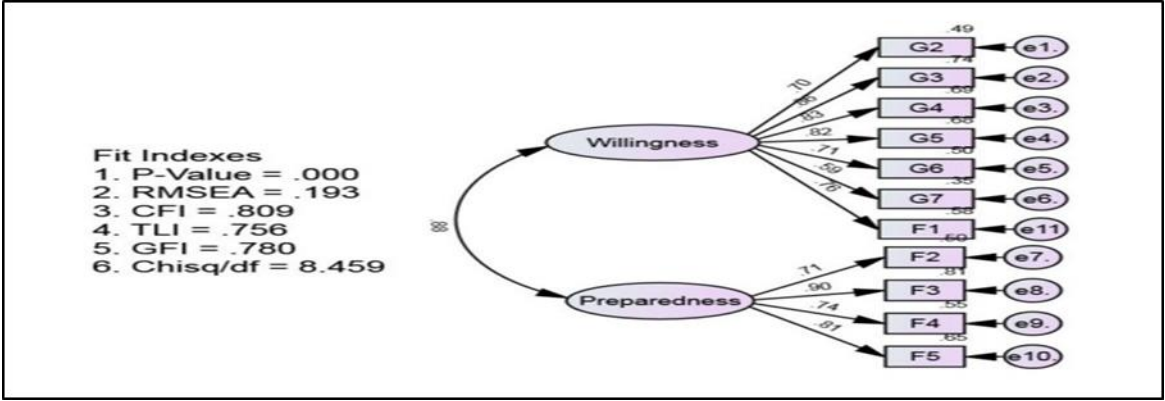 Fit Indexes
1. P-Value = .000
2. RMSEA = .193
3. CFI = .809
4. TLI = .756
5. GFI = .780
6. Chisq/df = 8.459
Willingness
Preparedness
.88
.70
.86
.83
.82
.71
.59
.76
.71
.90
.74
.81
.49
G2 e1.
.74
G3 e2.
.69
G4 e3.
.68
G5 e4.
.50
G6 e5.
.35
G7 e6.
.58
F1 e11
.50
F2 e7.
.81
F3 e8.
.55
F4 e9.
.65
F5 e10.